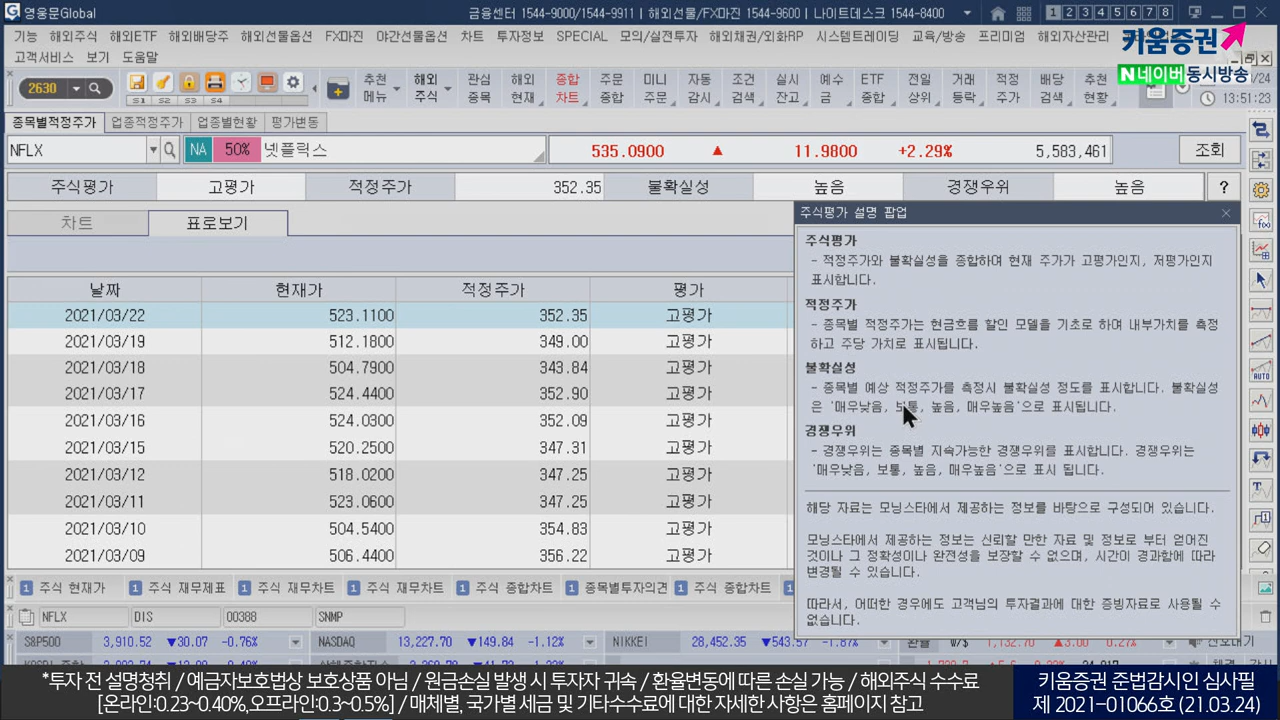 영웅문Global
금융센터 1544-9000/1544-9911 | 해외선물/FX마진 1544-9600 | 나이트데스크 1544-8400
1 2 3 4 5 6 7 8
기능 해외주식 해외ETF 해외배당주 해외선물옵션 FX마진 야간선물옵션 차트 투자정보 SPECIAL 모의/실전투자 해외채권/외화RP 시스템트레이딩 교육/방송 프리미엄 해외자산관리
고객서비스 보기 도움말
키움증권
N네이버 동시방송
2630
S1 S2 S3 S4
추천 메뉴
해외 주식
관심 종목
해외 현재
종합 차트
주문 종합
미니 주문
자동 감시
조건 검색
실시 잔고
예수 금
ETF 종합
전일 상위
거래 등락
적정 주가
배당 검색
추천 현황
13:51:23
종목별적정주가 업종적정주가 업종별현황 평가변동
NFLX NA 50% 넷플릭스 535.0900 ▲ 11.9800 +2.29% 5,583,461 조회
주식평가 고평가 적정주가 352.35 불확실성 높음 경쟁우위 높음 ?
차트 표로보기
날짜 현재가 적정주가 평가
2021/03/22 523.1100 352.35 고평가
2021/03/19 512.1800 349.00 고평가
2021/03/18 504.7900 343.84 고평가
2021/03/17 524.4400 352.90 고평가
2021/03/16 524.0300 352.09 고평가
2021/03/15 520.2500 347.31 고평가
2021/03/12 518.0200 347.25 고평가
2021/03/11 523.0600 347.25 고평가
2021/03/10 504.5400 354.83 고평가
2021/03/09 506.4400 356.22 고평가
주식평가 설명 팝업
주식평가
- 적정주가와 불확실성을 종합하여 현재 주가가 고평가인지, 저평가인지
표시합니다.
적정주가
- 종목별 적정주가는 현금흐름 할인 모델을 기초로 하여 내부가치를 측정
하고 주당 가치로 표시됩니다.
불확실성
- 종목별 예상 적정주가를 측정시 불확실성 정도를 표시합니다. 불확실성
은 '매우낮음, 보통, 높음, 매우높음'으로 표시됩니다.
경쟁우위
- 경쟁우위는 종목별 지속가능한 경쟁우위를 표시합니다. 경쟁우위는
'매우낮음, 보통, 높음, 매우높음'으로 표시 됩니다.
해당 자료는 모닝스타에서 제공하는 정보를 바탕으로 구성되어 있습니다.
모닝스타에서 제공하는 정보는 신뢰할 만한 자료 및 정보로 부터 얻어진
것이나 그 정확성이나 완전성을 보장할 수 없으며, 시간이 경과함에 따라
변경될 수 있습니다.
따라서, 어떠한 경우에도 고객님의 투자결과에 대한 증빙자료로 사용될 수
없습니다.
1 주식 현재가 1 주식 재무제표 1 주식 재무차트 1 주식 재무차트 1 주식 종합차트 1 종목별투자의견 1 주식 종합차트
NFLX DIS 00388 SNMP
S&P500 3,910.52 ▼30.07 -0.76% NASDAQ 13,227.70 ▼149.84 -1.12% NIKKEI 28,452.35 ▼543.57 -1.87% 환율 W/$ 1,132.70 ▲3.00 0.27%
*투자 전 설명청취 / 예금자보호법상 보호상품 아님 / 원금손실 발생 시 투자자 귀속 / 환율변동에 따른 손실 가능 / 해외주식 수수료
[온라인:0.23~0.40%,오프라인:0.3~0.5%] / 매체별, 국가별 세금 및 기타수수료에 대한 자세한 사항은 홈페이지 참고
키움증권 준법감시인 심사필
제 2021-01066호 (21.03.24)